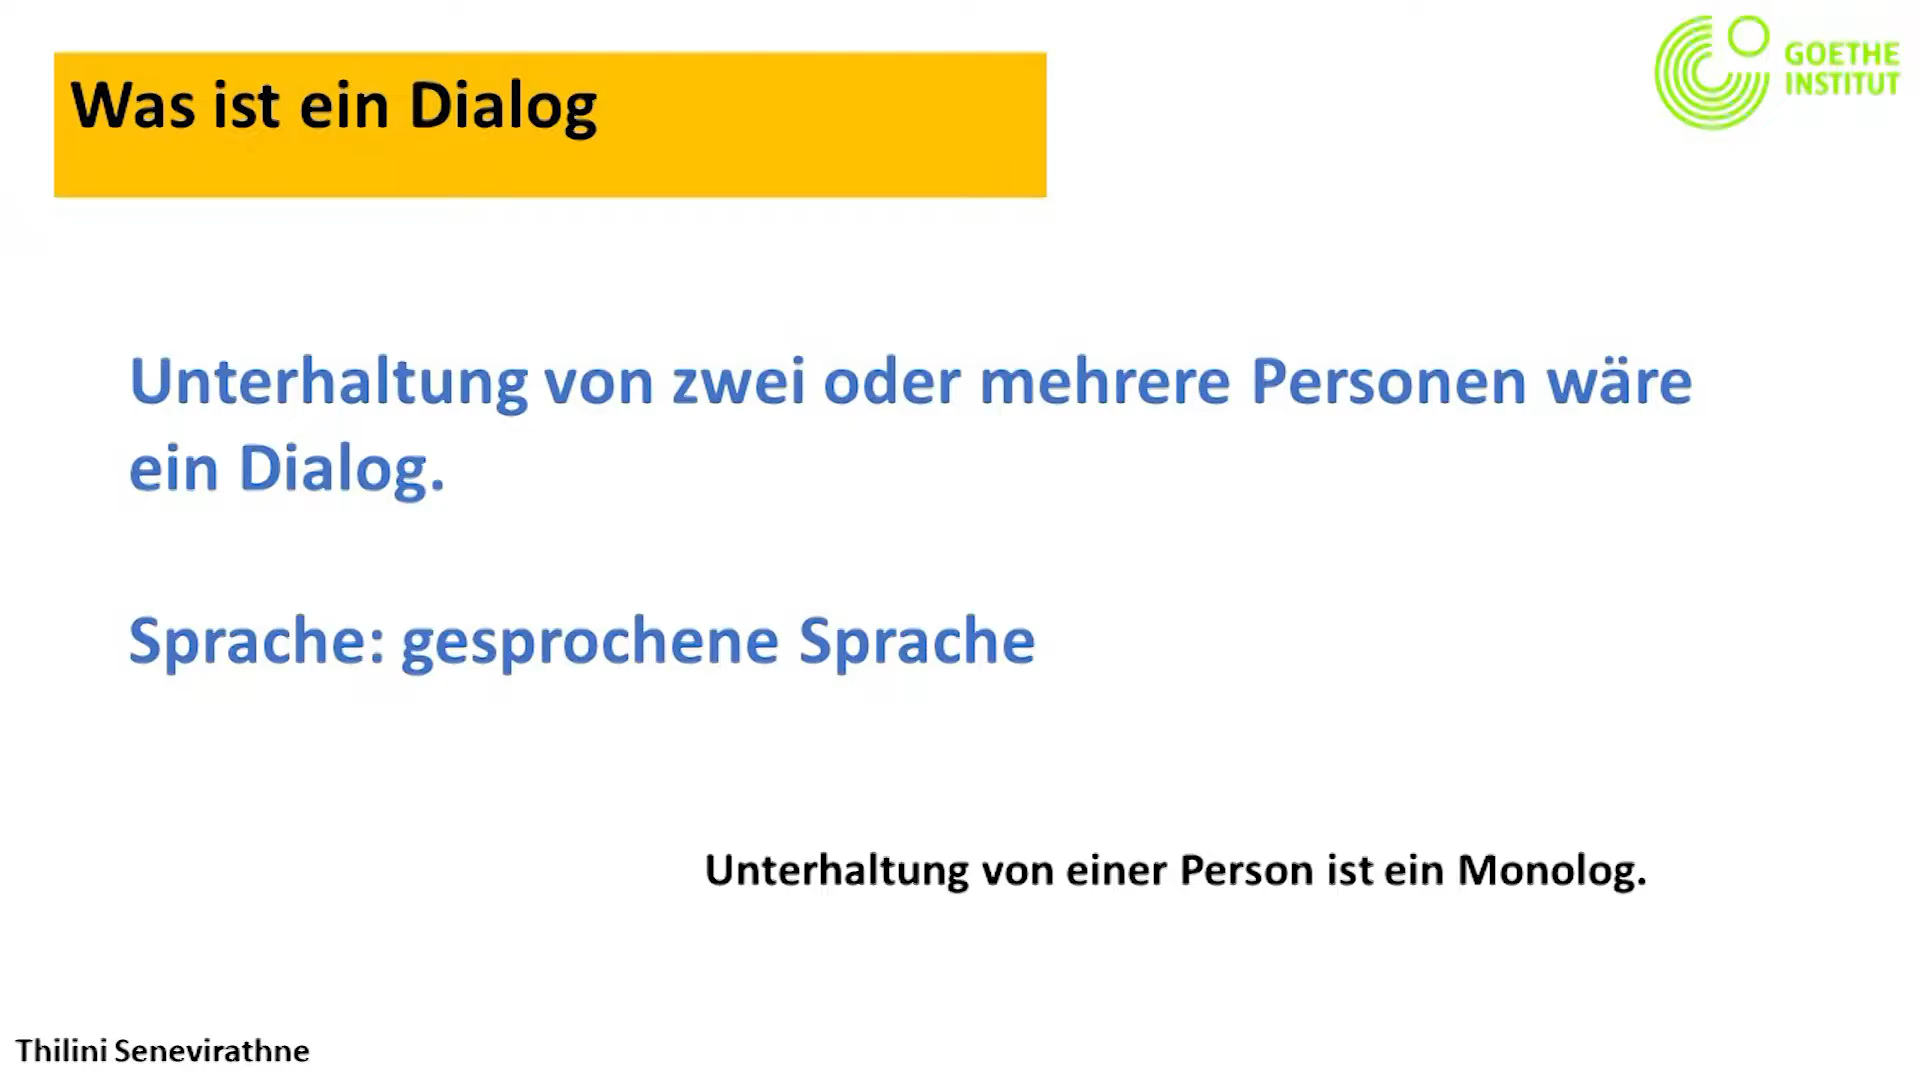 Was ist ein Dialog
GOETHE
INSTITUT
Unterhaltung von zwei oder mehrere Personen wäre
ein Dialog.
Sprache: gesprochene Sprache
Unterhaltung von einer Person ist ein Monolog.
Thilini Senevirathne